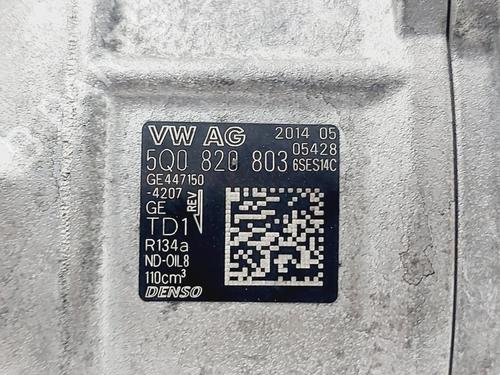 VW AG 2014 05
05428
5Q0 820 803 6SES14C
GE447150
-4207
GE REV
TD1
R134a
ND-OIL8
110cm³
DENSO